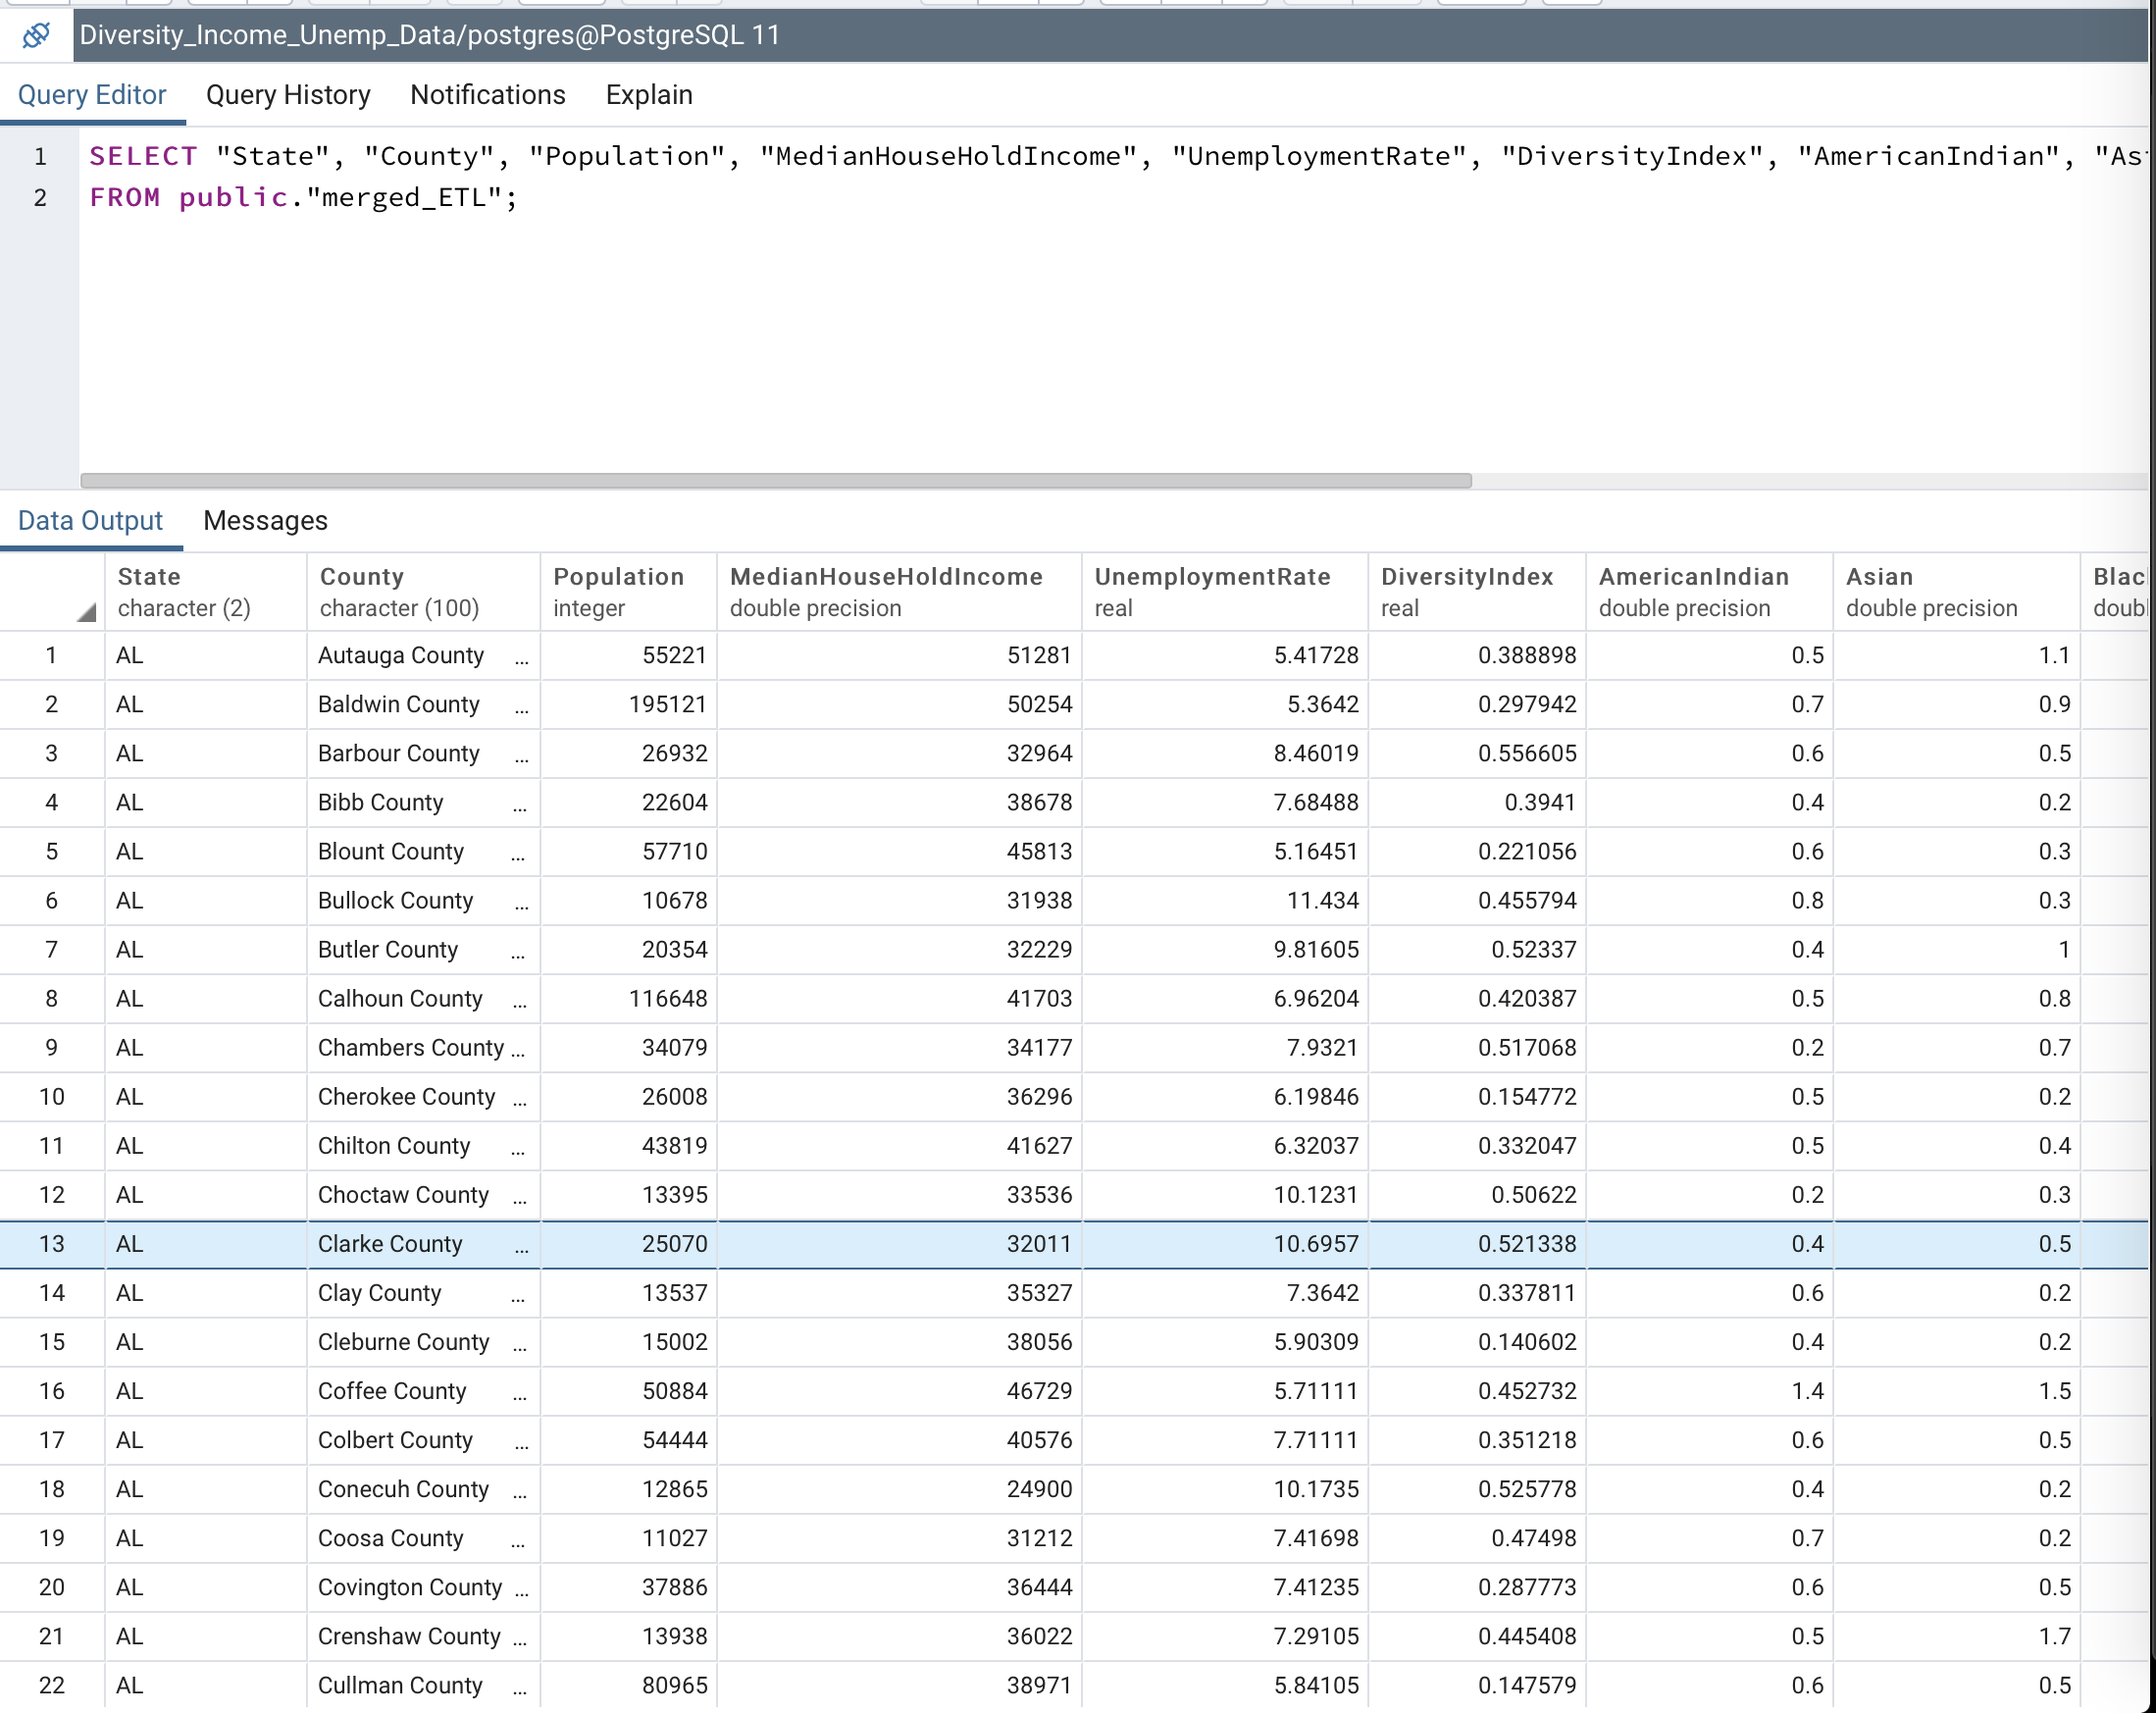 Diversity_Income_Unemp_Data/postgres@PostgreSQL 11
Query Editor Query History Notifications Explain
1 SELECT "State", "County", "Population", "MedianHouseHoldIncome", "UnemploymentRate", "DiversityIndex", "AmericanIndian", "As
2 FROM public."merged_ETL";
Data Output Messages
State County Population MedianHouseHoldIncome UnemploymentRate DiversityIndex AmericanIndian Asian Blac
character (2) character (100) integer double precision real real double precision double precision doubl
1 AL Autauga County ... 55221 51281 5.41728 0.388898 0.5 1.1
2 AL Baldwin County ... 195121 50254 5.3642 0.297942 0.7 0.9
3 AL Barbour County ... 26932 32964 8.46019 0.556605 0.6 0.5
4 AL Bibb County ... 22604 38678 7.68488 0.3941 0.4 0.2
5 AL Blount County ... 57710 45813 5.16451 0.221056 0.6 0.3
6 AL Bullock County ... 10678 31938 11.434 0.455794 0.8 0.3
7 AL Butler County ... 20354 32229 9.81605 0.52337 0.4 1
8 AL Calhoun County ... 116648 41703 6.96204 0.420387 0.5 0.8
9 AL Chambers County ... 34079 34177 7.9321 0.517068 0.2 0.7
10 AL Cherokee County ... 26008 36296 6.19846 0.154772 0.5 0.2
11 AL Chilton County ... 43819 41627 6.32037 0.332047 0.5 0.4
12 AL Choctaw County ... 13395 33536 10.1231 0.50622 0.2 0.3
13 AL Clarke County ... 25070 32011 10.6957 0.521338 0.4 0.5
14 AL Clay County ... 13537 35327 7.3642 0.337811 0.6 0.2
15 AL Cleburne County ... 15002 38056 5.90309 0.140602 0.4 0.2
16 AL Coffee County ... 50884 46729 5.71111 0.452732 1.4 1.5
17 AL Colbert County ... 54444 40576 7.71111 0.351218 0.6 0.5
18 AL Conecuh County ... 12865 24900 10.1735 0.525778 0.4 0.2
19 AL Coosa County ... 11027 31212 7.41698 0.47498 0.7 0.2
20 AL Covington County ... 37886 36444 7.41235 0.287773 0.6 0.5
21 AL Crenshaw County ... 13938 36022 7.29105 0.445408 0.5 1.7
22 AL Cullman County ... 80965 38971 5.84105 0.147579 0.6 0.5